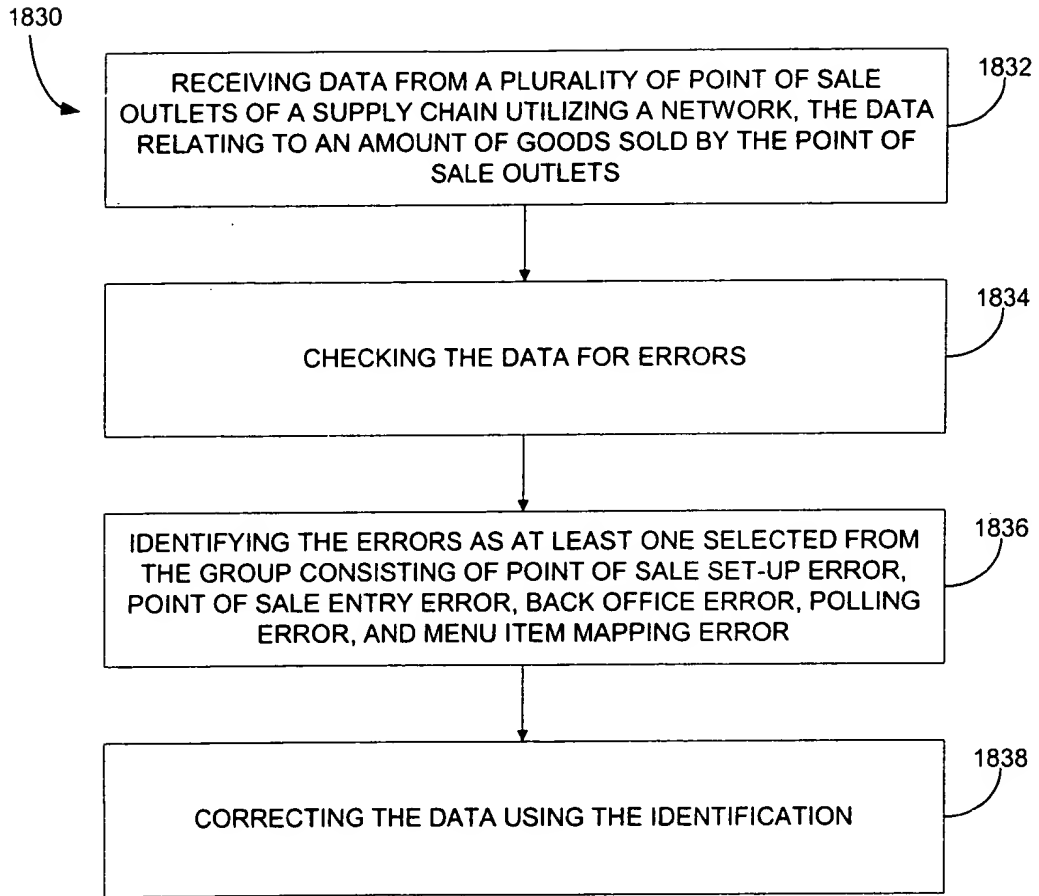 1830
RECEIVING DATA FROM A PLURALITY OF POINT OF SALE
OUTLETS OF A SUPPLY CHAIN UTILIZING A NETWORK, THE DATA
RELATING TO AN AMOUNT OF GOODS SOLD BY THE POINT OF
SALE OUTLETS
1832
CHECKING THE DATA FOR ERRORS
1834
IDENTIFYING THE ERRORS AS AT LEAST ONE SELECTED FROM
THE GROUP CONSISTING OF POINT OF SALE SET-UP ERROR,
POINT OF SALE ENTRY ERROR, BACK OFFICE ERROR, POLLING
ERROR, AND MENU ITEM MAPPING ERROR
1836
CORRECTING THE DATA USING THE IDENTIFICATION
1838